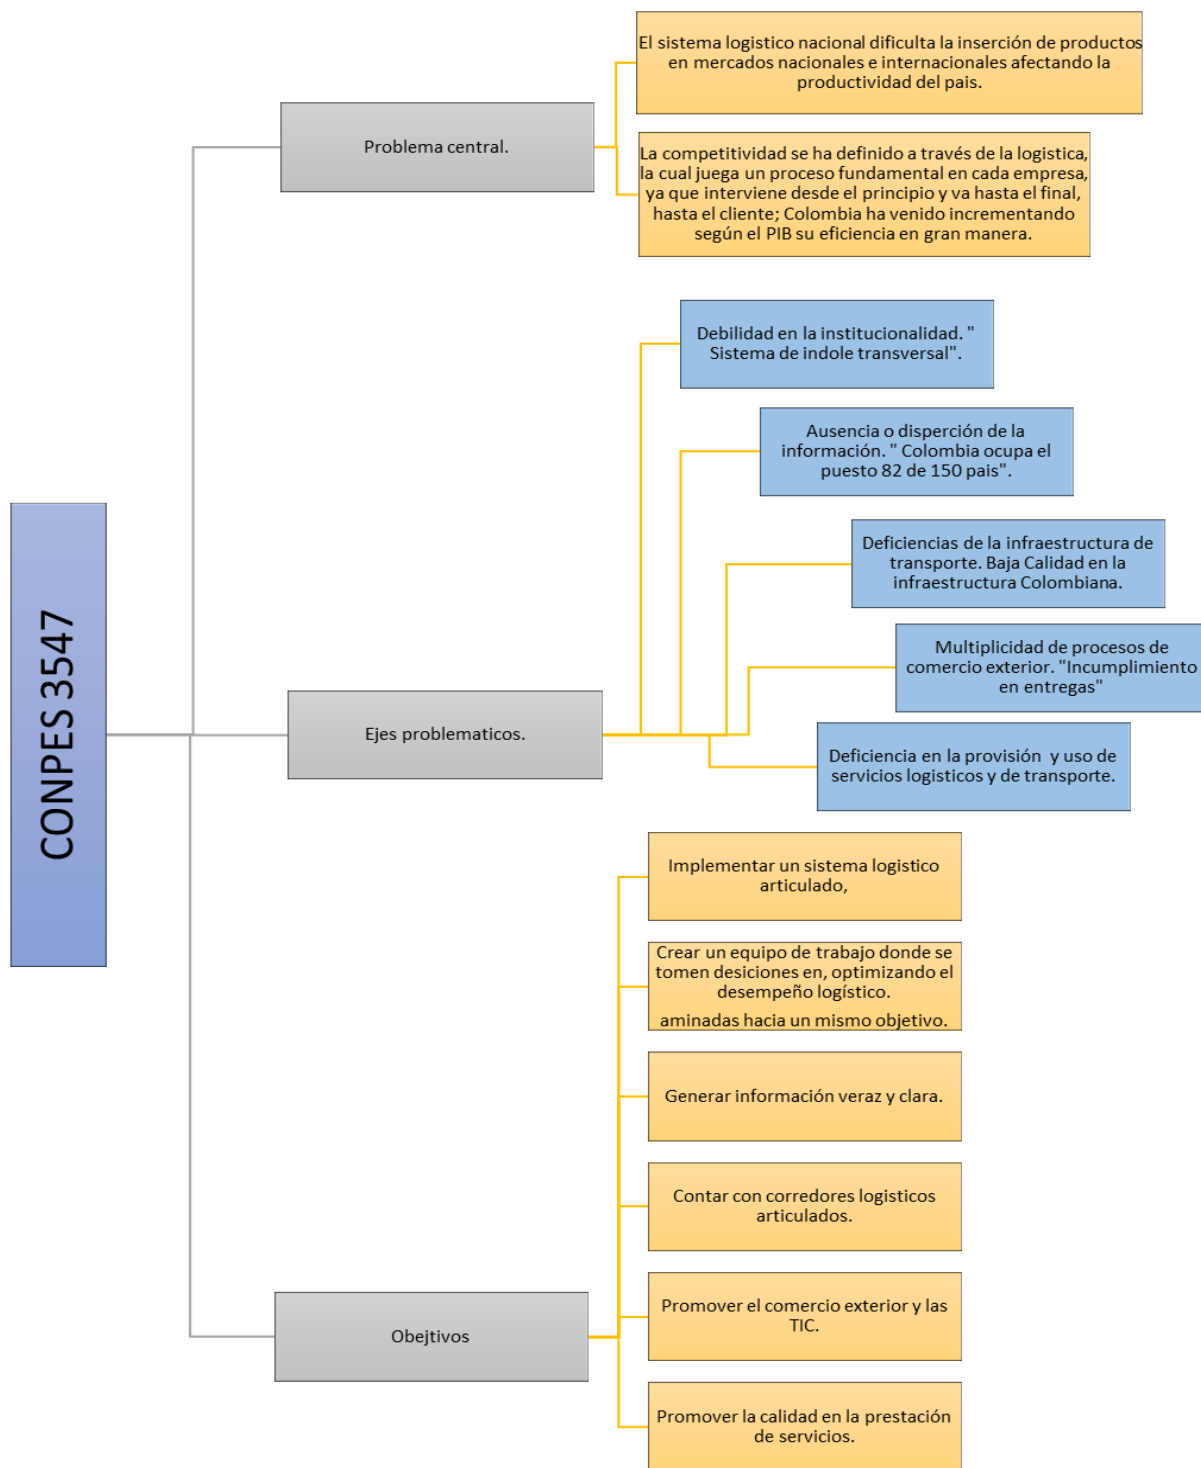 CONPES 3547
Problema central.
El sistema logistico nacional dificulta la inserción de productos
en mercados nacionales e internacionales afectando la
productividad del pais.
La competitividad se ha definido a través de la logistica,
la cual juega un proceso fundamental en cada empresa,
ya que interviene desde el principio y va hasta el final,
hasta el cliente; Colombia ha venido incrementando
según el PIB su eficiencia en gran manera.
Ejes problematicos.
Debilidad en la institucionalidad. "
Sistema de indole transversal".
Ausencia o disperción de la
información. " Colombia ocupa el
puesto 82 de 150 pais".
Deficiencias de la infraestructura de
transporte. Baja Calidad en la
infraestructura Colombiana.
Multiplicidad de procesos de
comercio exterior. "Incumplimiento
en entregas"
Deficiencia en la provisión  y uso de
servicios logisticos y de transporte.
Obejtivos
Implementar un sistema logistico
articulado,
Crear un equipo de trabajo donde se
tomen desiciones en, optimizando el
desempeño logístico.
aminadas hacia un mismo objetivo.
Generar información veraz y clara.
Contar con corredores logisticos
articulados.
Promover el comercio exterior y las
TIC.
Promover la calidad en la prestación
de servicios.